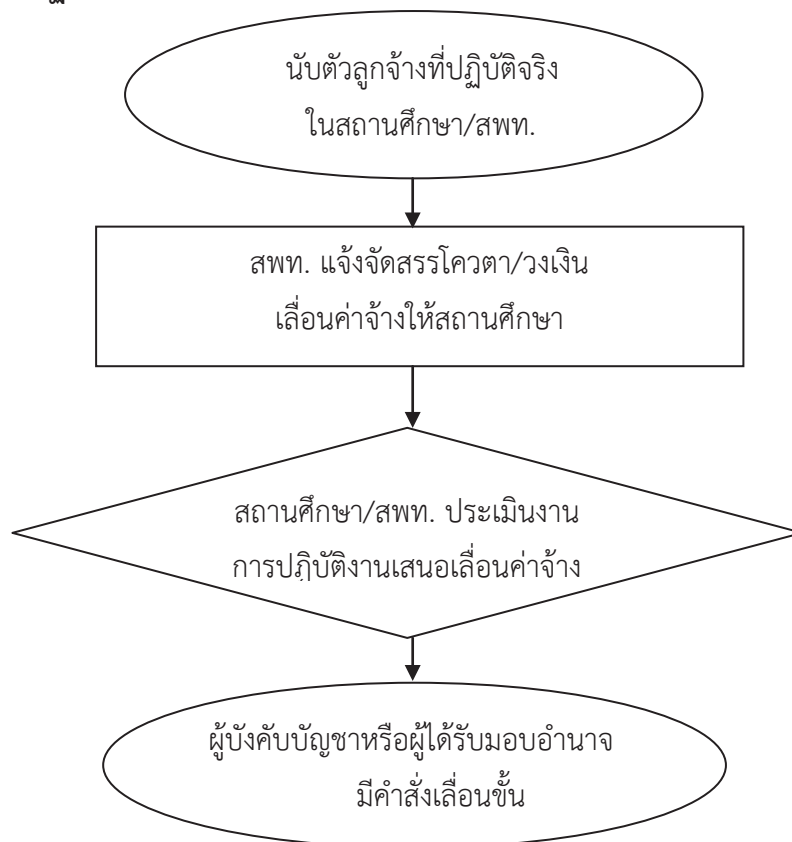 นับตัวลูกจ้างที่ปฏิบัติจริง
ในสถานศึกษา/สพท.
สพท. แจ้งจัดสรรโควตา/วงเงิน
เลื่อนค่าจ้างให้สถานศึกษา
สถานศึกษา/สพท. ประเมินงาน
การปฏิบัติงานเสนอเลื่อนค่าจ้าง
ผู้บังคับบัญชาหรือผู้ได้รับมอบอำนาจ
มีคำสั่งเลื่อนขั้น